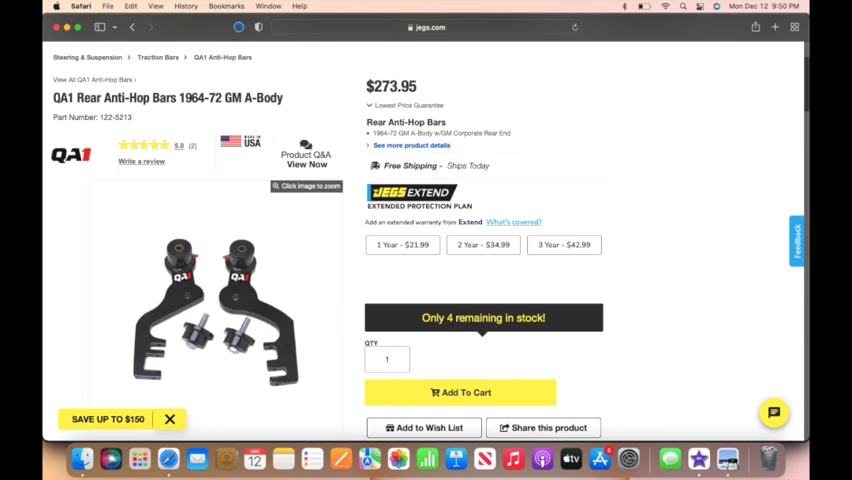 Safari File Edit View History Bookmarks Window Help Mon Dec 12 9:50 PM
jegs.com
Steering & Suspension > Traction Bars > QA1 Anti-Hop Bars
View All QA1 Anti-Hop Bars ›
QA1 Rear Anti-Hop Bars 1964-72 GM A-Body
Part Number: 122-5213
QA1
5.0 (2)
Write a review
MADE IN
USA
Product Q&A
View Now
Click image to zoom
QA1 QA1
SAVE UP TO $150
$273.95
Lowest Price Guarantee
Rear Anti-Hop Bars
• 1964-72 GM A-Body w/GM Corporate Rear End
› See more product details
Free Shipping - Ships Today
JEGS EXTEND
EXTENDED PROTECTION PLAN
Add an extended warranty from Extend What's covered?
1 Year - $21.99 2 Year - $34.99 3 Year - $42.99
Only 4 remaining in stock!
QTY
1
Add To Cart
Add to Wish List Share this product
Feedback
DEC
12
tv